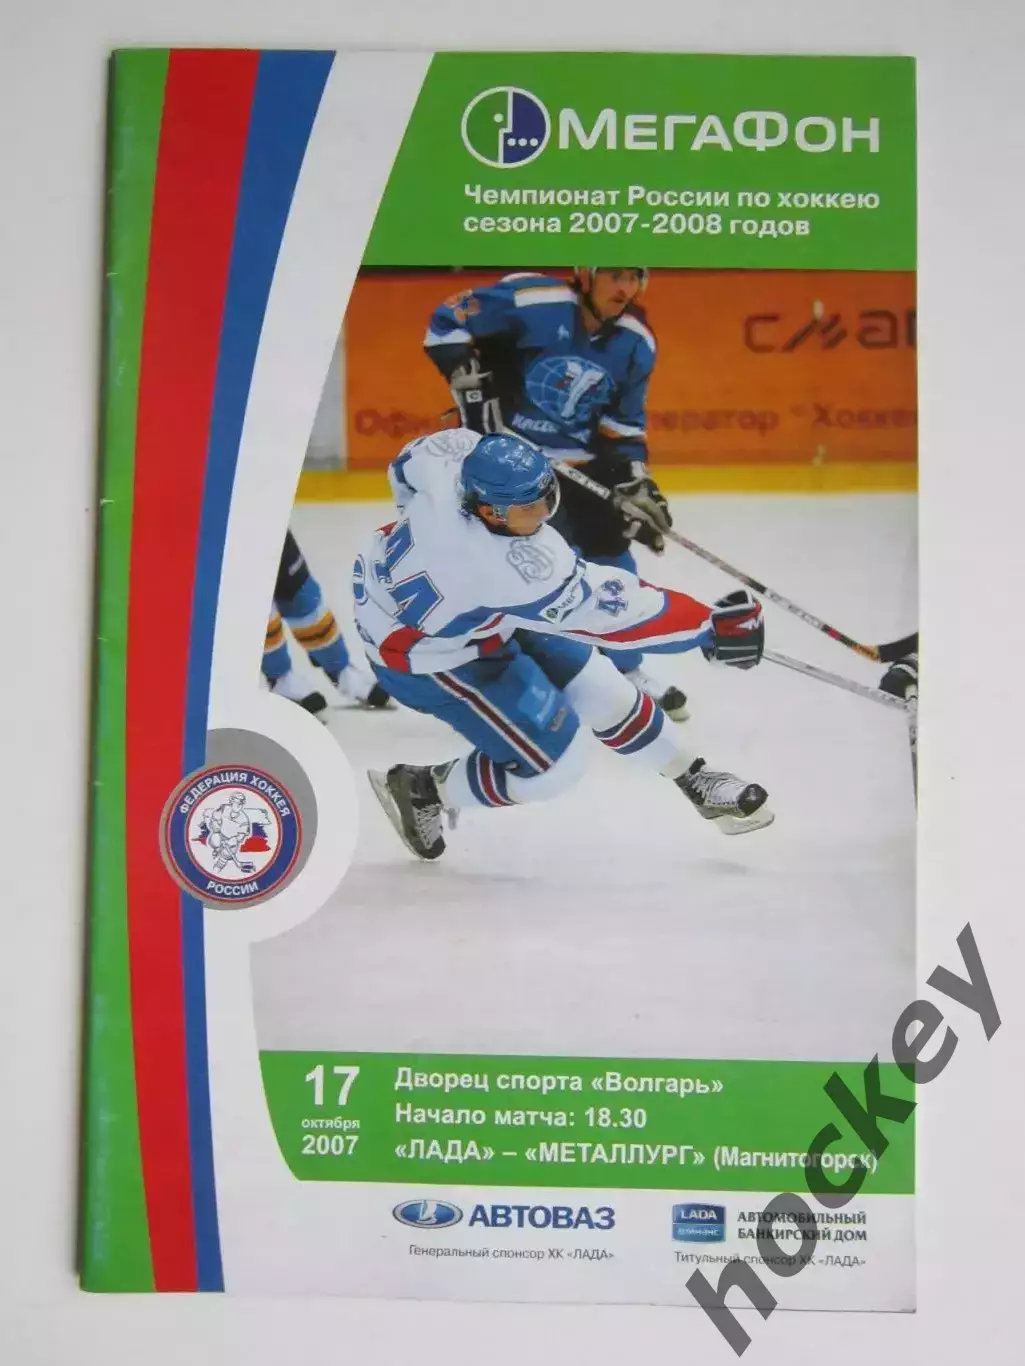 МЕГАФОН
Чемпионат России по хоккею
сезона 2007-2008 годов
44
44
ФЕДЕРАЦИЯ ХОККЕЯ
РОССИИ
17
октября
2007
Дворец спорта «Волгарь»
Начало матча: 18.30
«ЛАДА» – «МЕТАЛЛУРГ» (Магнитогорск)
АВТОВАЗ
Генеральный спонсор ХК «ЛАДА»
LADA
АВТОМОБИЛЬНЫЙ
БАНКИРСКИЙ ДОМ
Титульный спонсор ХК «ЛАДА»
hockey